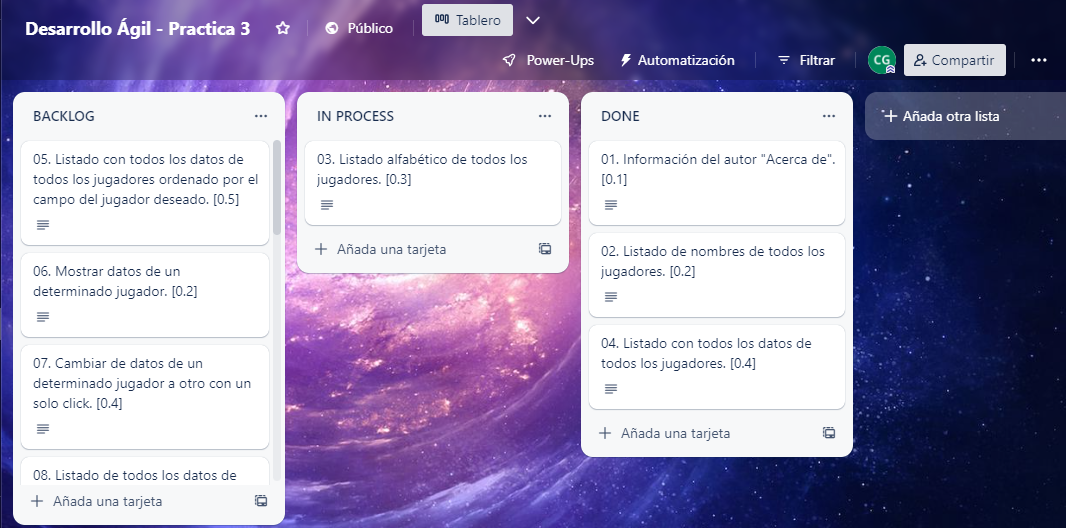 Desarrollo Ágil - Practica 3
Público
Tablero
Power-Ups
Automatización
Filtrar
CG
Compartir
BACKLOG
05. Listado con todos los datos de
todos los jugadores ordenado por el
campo del jugador deseado. [0.5]
06. Mostrar datos de un
determinado jugador. [0.2]
07. Cambiar de datos de un
determinado jugador a otro con un
solo click. [0.4]
08. Listado de todos los datos de
Añada una tarjeta
IN PROCESS
03. Listado alfabético de todos los
jugadores. [0.3]
Añada una tarjeta
DONE
01. Información del autor "Acerca de".
[0.1]
02. Listado de nombres de todos los
jugadores. [0.2]
04. Listado con todos los datos de
todos los jugadores. [0.4]
Añada una tarjeta
Añada otra lista